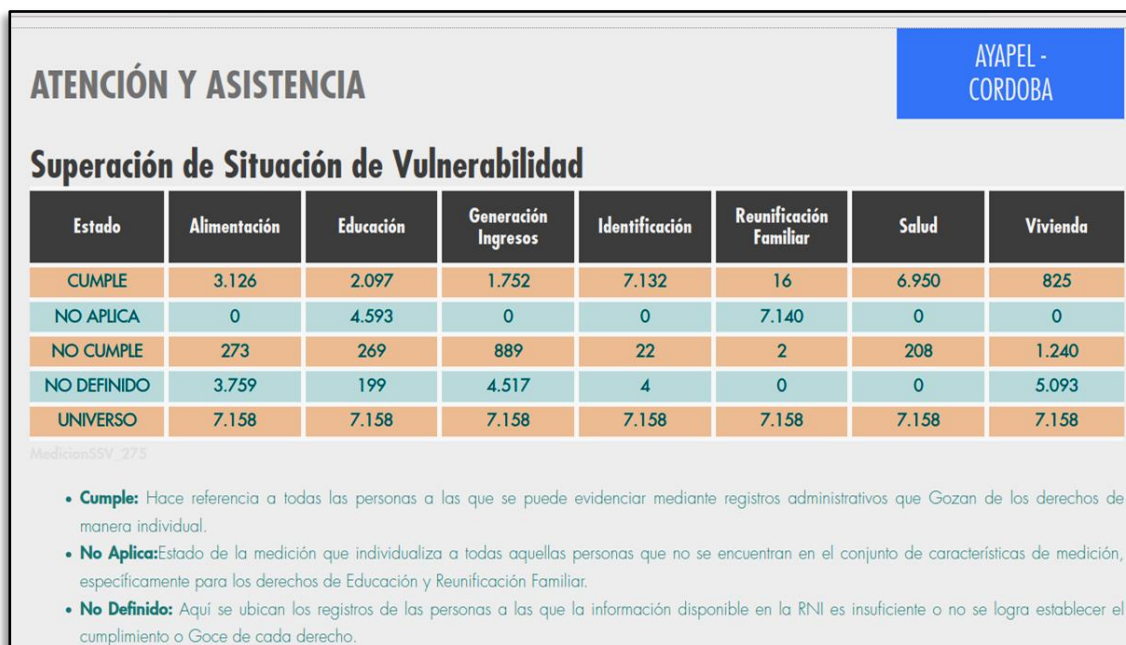 ATENCIÓN Y ASISTENCIA
AYAPEL -
CORDOBA
Superación de Situación de Vulnerabilidad
Estado Alimentación Educación Generación Ingresos Identificación Reunificación Familiar Salud Vivienda
CUMPLE 3.126 2.097 1.752 7.132 16 6.950 825
NO APLICA 0 4.593 0 0 7.140 0 0
NO CUMPLE 273 269 889 22 2 208 1.240
NO DEFINIDO 3.759 199 4.517 4 0 0 5.093
UNIVERSO 7.158 7.158 7.158 7.158 7.158 7.158 7.158
MedicionSSV_275
• Cumple: Hace referencia a todas las personas a las que se puede evidenciar mediante registros administrativos que Gozan de los derechos de
manera individual.
• No Aplica:Estado de la medición que individualiza a todas aquellas personas que no se encuentran en el conjunto de características de medición,
específicamente para los derechos de Educación y Reunificación Familiar.
• No Definido: Aquí se ubican los registros de las personas a las que la información disponible en la RNI es insuficiente o no se logra establecer el
cumplimiento o Goce de cada derecho.